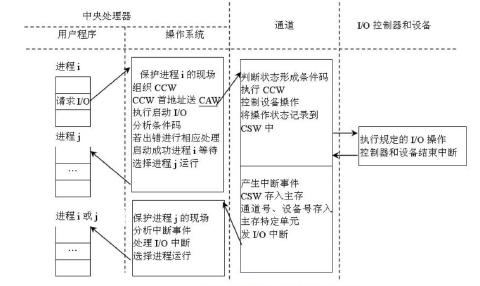 中央处理器
用户程序
操作系统
通道
I/O 控制器和设备
进程 i
请求 I/O
保护进程 i 的现场
组织 CCW
CCW 首地址送 CAW
执行启动 I/O
分析条件码
若出错进行相应处理
启动成功进程 i 等待
选择进程 j 运行
判断状态形成条件码
执行 CCW
控制设备操作
将操作状态记录到
CSW 中
执行规定的 I/O 操作
控制器和设备结束中断
进程 j
...
产生中断事件
CSW 存入主存
通道号、设备号存入
主存特定单元
发 I/O 中断
进程 i 或 j
...
保护进程 j 的现场
分析中断事件
处理 I/O 中断
选择进程运行